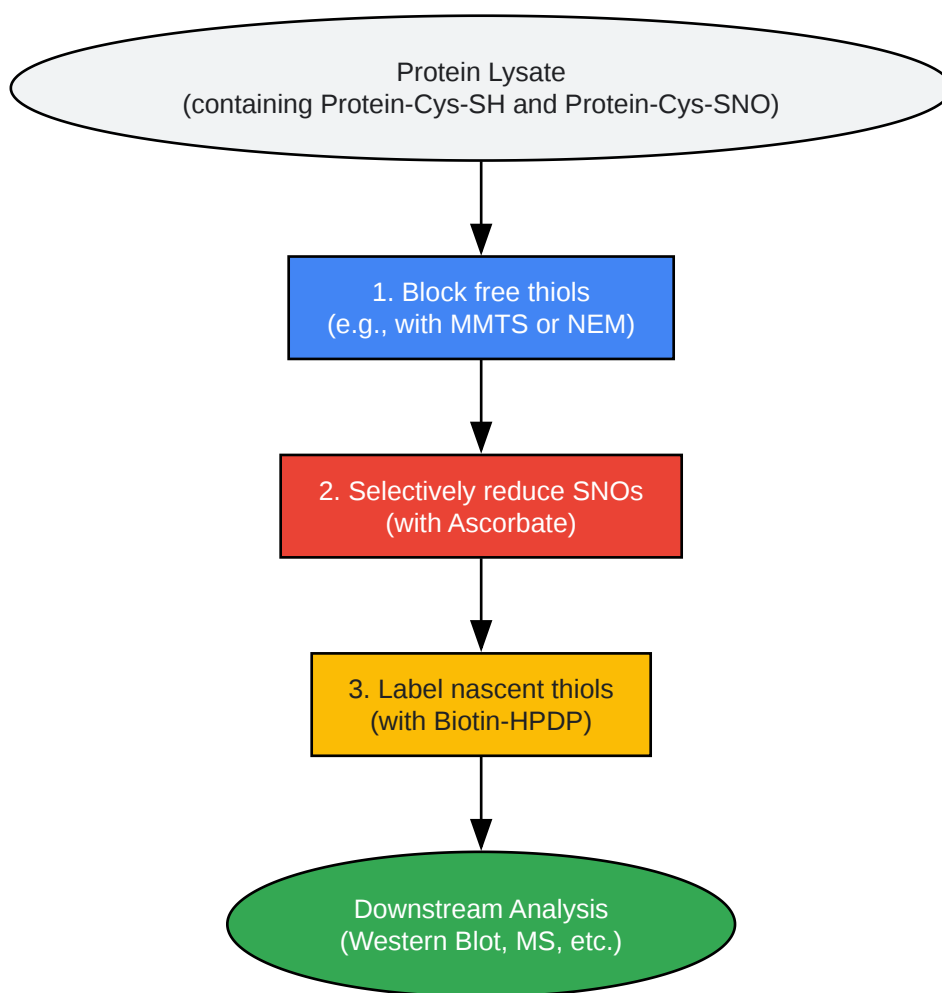 Protein Lysate
(containing Protein-Cys-SH and Protein-Cys-SNO)
1. Block free thiols
(e.g., with MMTS or NEM)
2. Selectively reduce SNOs
(with Ascorbate)
3. Label nascent thiols
(with Biotin-HPDP)
Downstream Analysis
(Western Blot, MS, etc.)